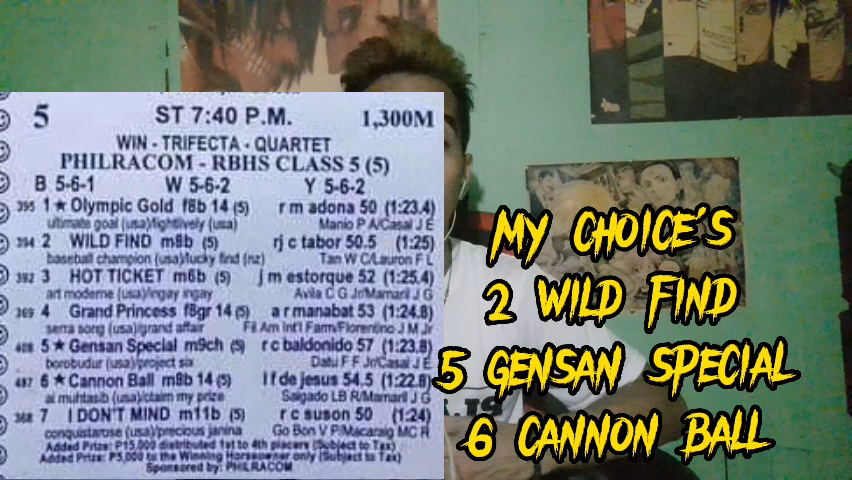 5 ST 7:40 P.M. 1,300M
WIN - TRIFECTA - QUARTET
PHILRACOM - RBHS CLASS 5 (5)
B 5-6-1 W 5-6-2 Y 5-6-2
395 1 ★ Olympic Gold f8b 14 (5) r m adona 50 (1:23.4)
ultimate goal (usa)/fightlively (usa) Manio P A/Casal J E
394 2 WILD FIND m8b (5) rj c tabor 50.5 (1:25)
baseball champion (usa)/lucky find (nz) Tan W C/Lauron F L
392 3 HOT TICKET m6b (5) j m estorque 52 (1:25.4)
art moderne (usa)/ingay ingay Avila C G Jr/Mamaril J G
369 4 Grand Princess f8gr 14 (5) a r manabat 53 (1:24.8)
serra song (usa)/grand affair Fil Am Int'l Farm/Florentino J M Jr
408 5 ★ Gensan Special m9ch (5) r c baldonido 57 (1:23.8)
borobudur (usa)/project six Datu F F Jr/Casal J E
487 6 ★ Cannon Ball m8b 14 (5) l f de jesus 54.5 (1:22.8)
al muhtasib (usa)/claim my prize Salgado LB R/Mamaril J G
368 7 I DON'T MIND m11b (5) r c suson 50 (1:24)
conquistarose (usa)/precious janina Go Bon V P/Macaraig MC R
Added Prize: P15,000 distributed 1st to 4th placers (Subject to Tax)
Added Prize: P5,000 to the Winning Horseowner only (Subject to Tax)
Sponsored by: PHILRACOM
MY CHOICE'S
2 WILD FIND
5 GENSAN SPECIAL
6 CANNON BALL